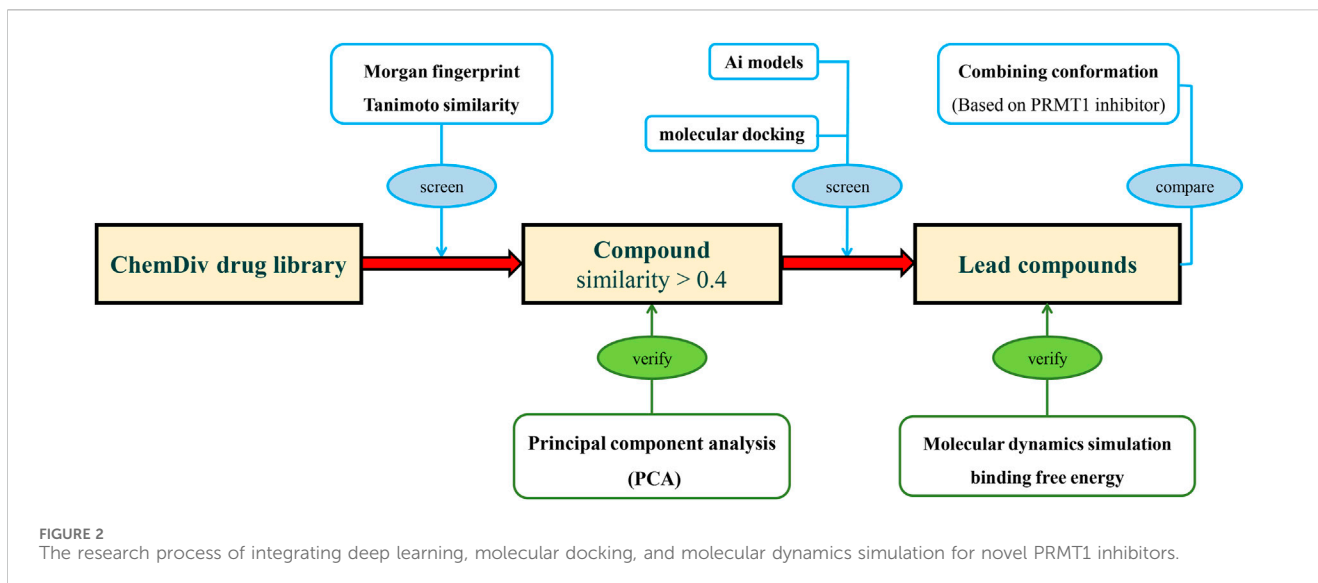 Morgan fingerprint
Tanimoto similarity
Ai models
molecular docking
Combining conformation
(Based on PRMT1 inhibitor)
screen
screen
compare
ChemDiv drug library
Compound
similarity > 0.4
Lead compounds
verify
verify
Principal component analysis
(PCA)
Molecular dynamics simulation
binding free energy
FIGURE 2
The research process of integrating deep learning, molecular docking, and molecular dynamics simulation for novel PRMT1 inhibitors.